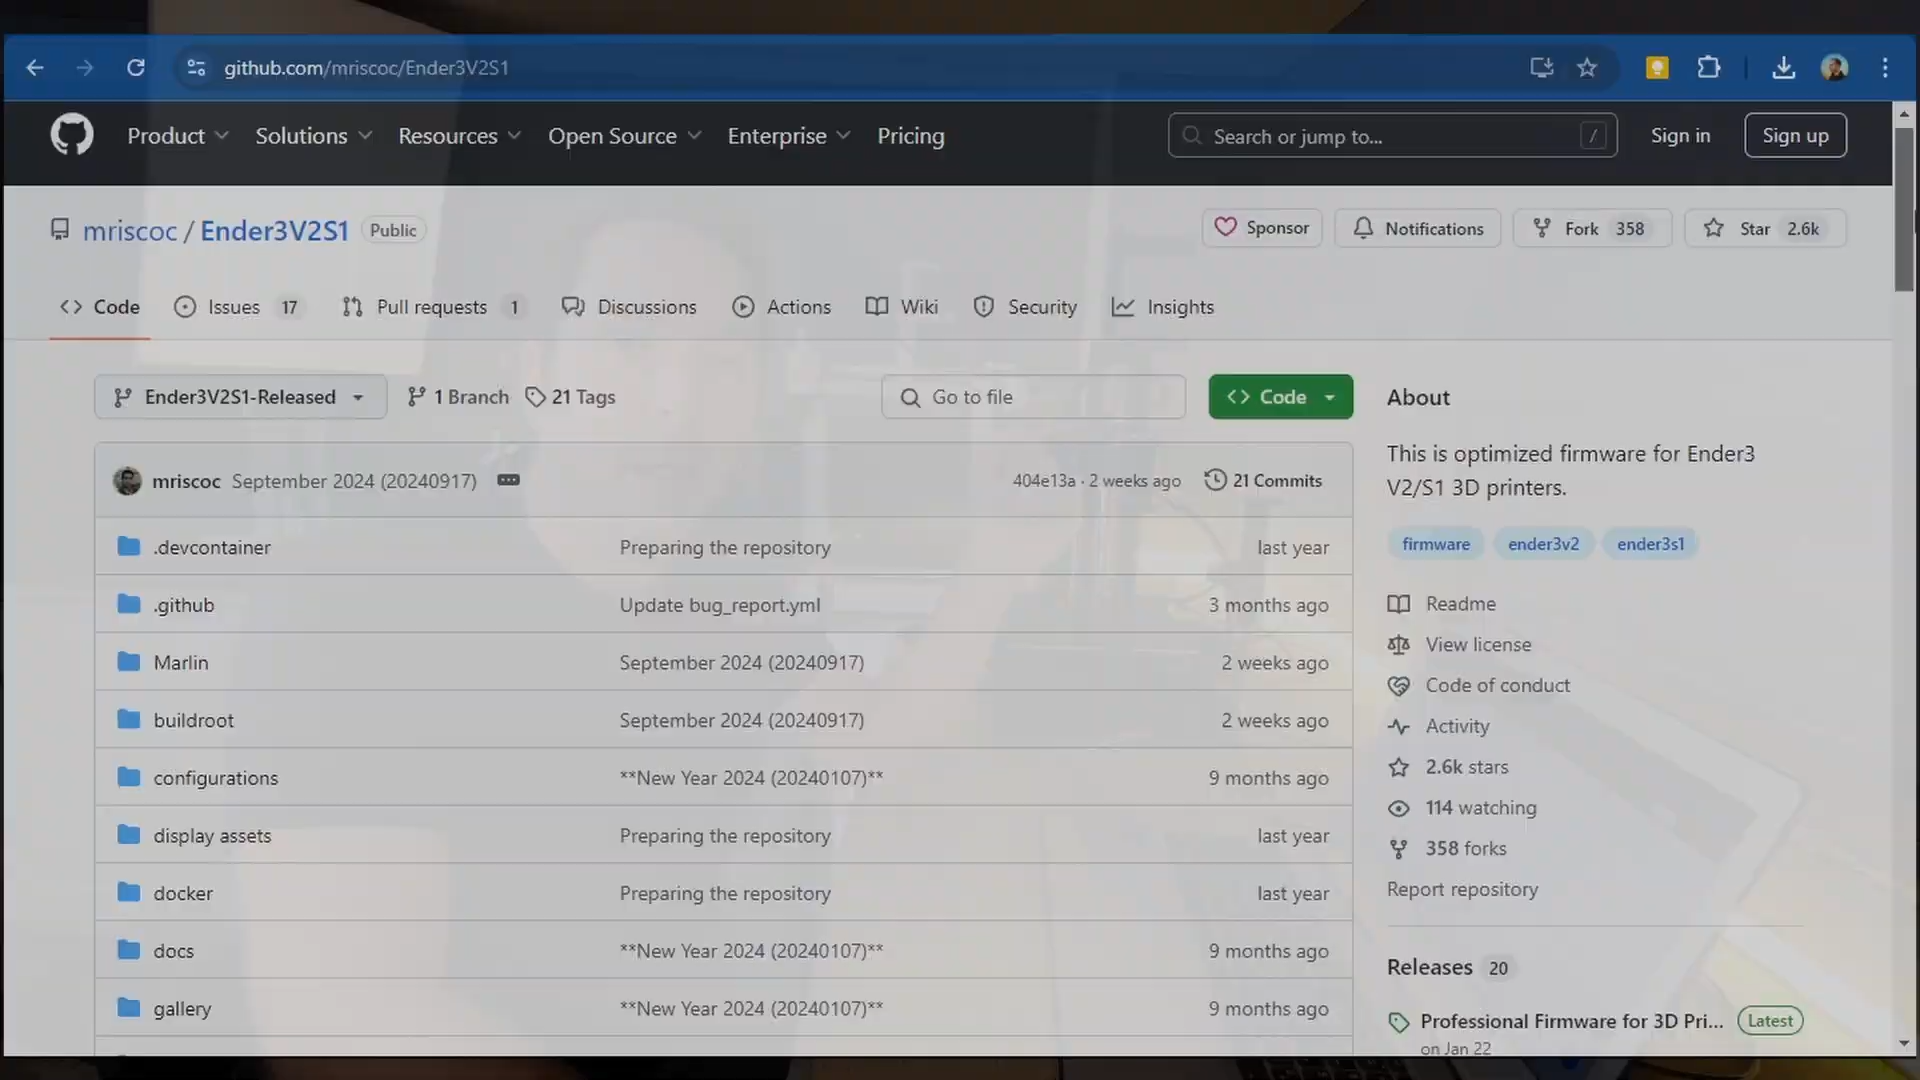 github.com/mriscoc/Ender3V2S1
Product Solutions Resources Open Source Enterprise Pricing Search or jump to... / Sign in Sign up
mriscoc / Ender3V2S1 Public Sponsor Notifications Fork 358 Star 2.6k
Code Issues 17 Pull requests 1 Discussions Actions Wiki Security Insights
Ender3V2S1-Released 1 Branch 21 Tags Go to file Code
mriscoc September 2024 (20240917) 404e13a · 2 weeks ago 21 Commits
.devcontainer Preparing the repository last year
.github Update bug_report.yml 3 months ago
Marlin September 2024 (20240917) 2 weeks ago
buildroot September 2024 (20240917) 2 weeks ago
configurations **New Year 2024 (20240107)** 9 months ago
display assets Preparing the repository last year
docker Preparing the repository last year
docs **New Year 2024 (20240107)** 9 months ago
gallery **New Year 2024 (20240107)** 9 months ago
About
This is optimized firmware for Ender3
V2/S1 3D printers.
firmware ender3v2 ender3s1
Readme
View license
Code of conduct
Activity
2.6k stars
114 watching
358 forks
Report repository
Releases 20
Professional Firmware for 3D Pri... Latest
on Jan 22